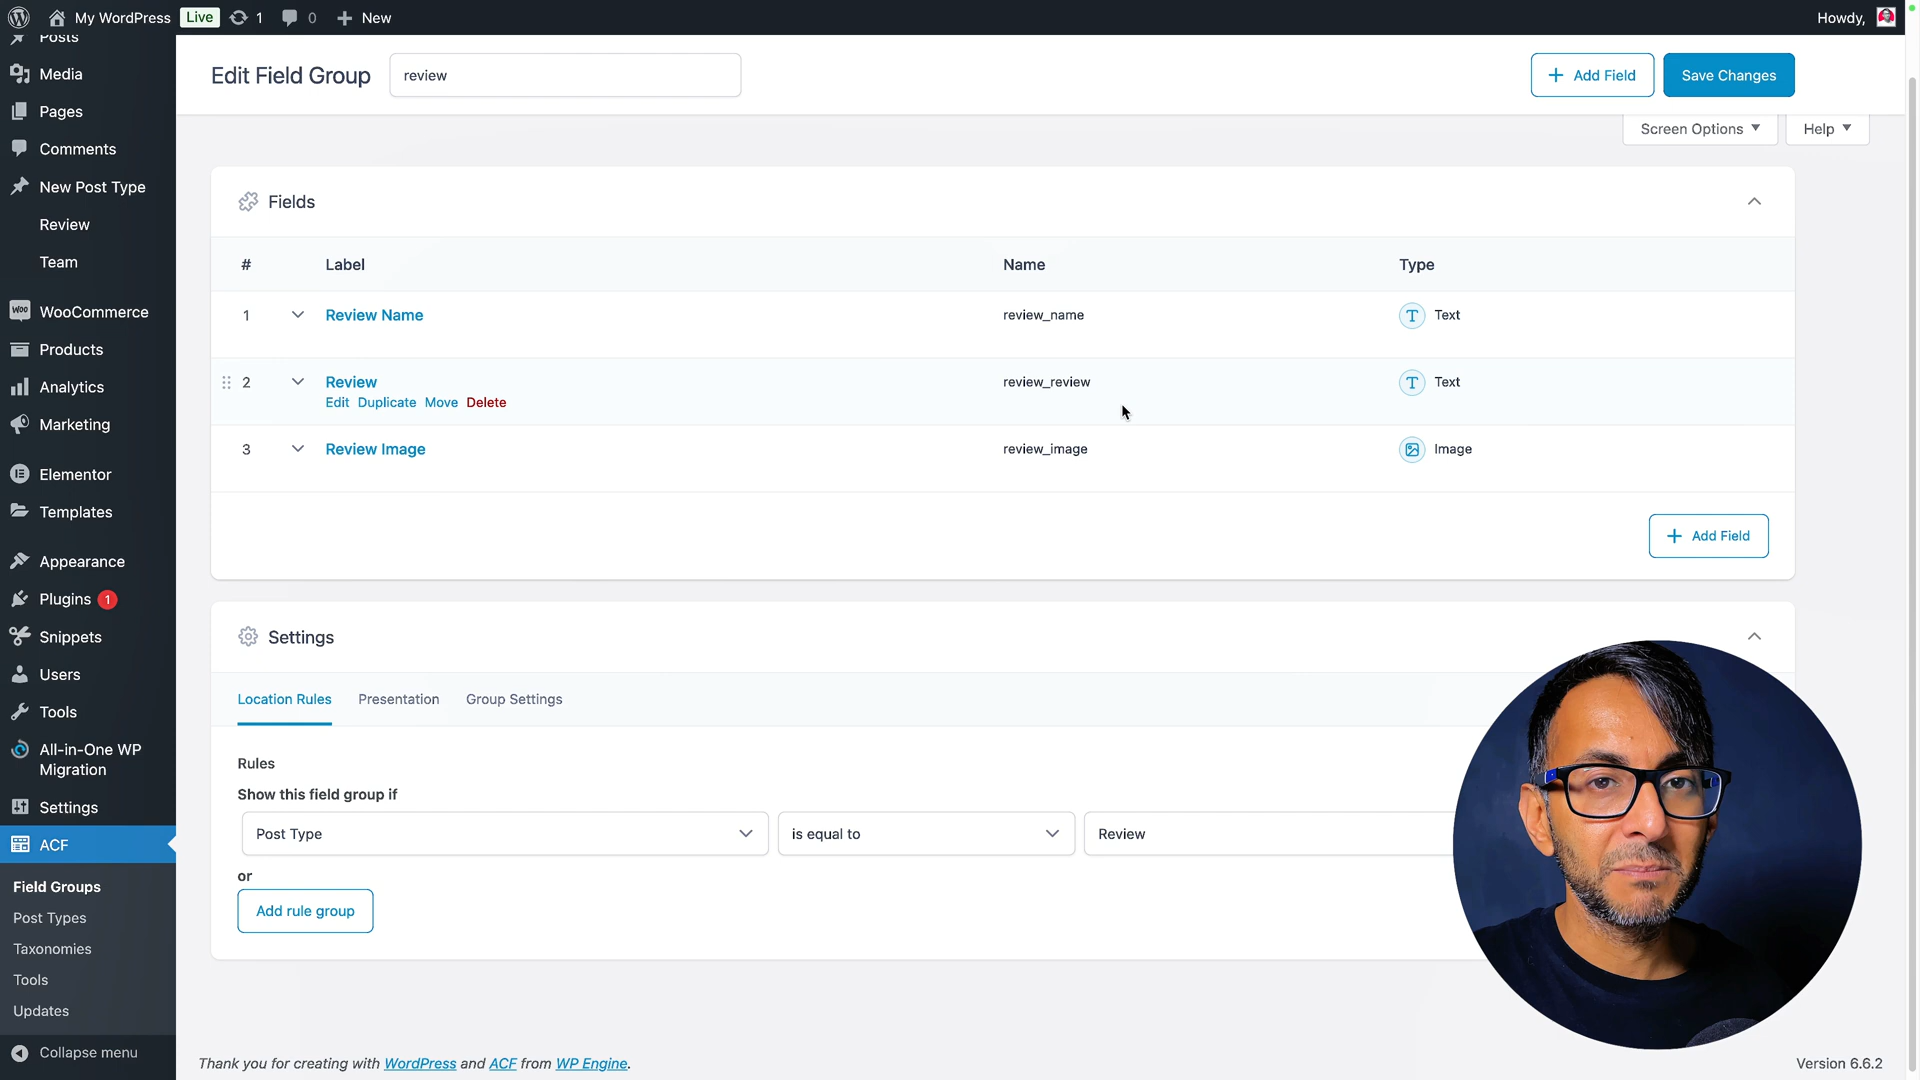 My WordPress Live 1 0 New
Howdy,
Posts
Media
Pages
Comments
New Post Type
Review
Team
WooCommerce
Products
Analytics
Marketing
Elementor
Templates
Appearance
Plugins 1
Snippets
Users
Tools
All-in-One WP
Migration
Settings
ACF
Field Groups
Post Types
Taxonomies
Tools
Updates
Collapse menu
Edit Field Group review
Add Field Save Changes
Screen Options Help
Fields
# Label Name Type
1 Review Name review_name Text
2 Review review_review Text
Edit Duplicate Move Delete
3 Review Image review_image Image
Add Field
Settings
Location Rules Presentation Group Settings
Rules
Show this field group if
Post Type is equal to Review
or
Add rule group
Thank you for creating with WordPress and ACF from WP Engine.
Version 6.6.2